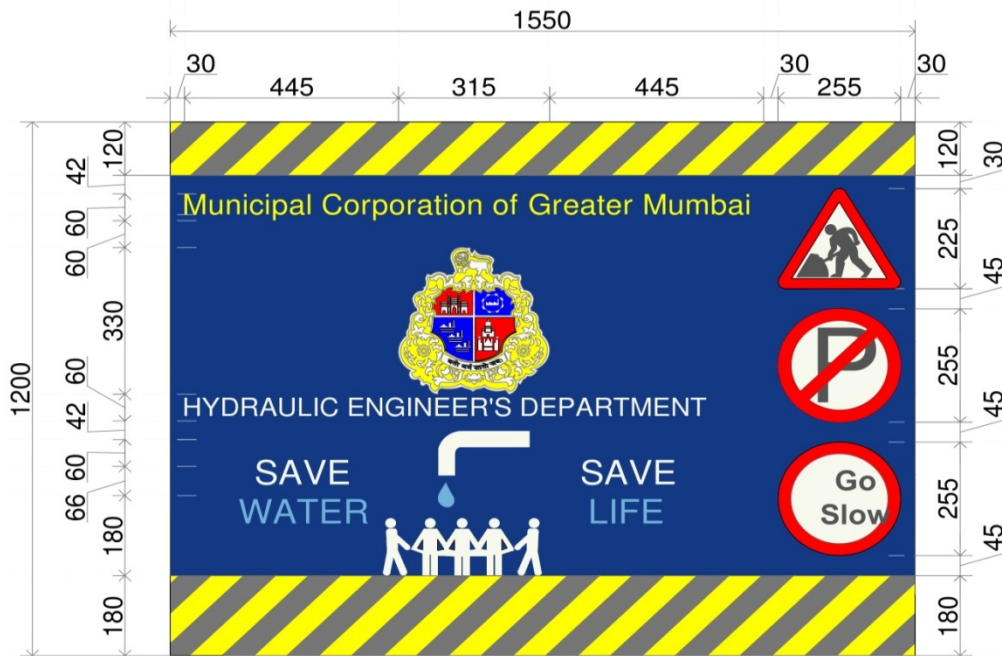 1550
30 30 30
445 315 445 255
120
42
60
60
330
60
42
60
66
180
180
1200
120
30
225
45
255
45
255
45
180
Municipal Corporation of Greater Mumbai
HYDRAULIC ENGINEER'S DEPARTMENT
SAVE
WATER
SAVE
LIFE
P
Go
Slow